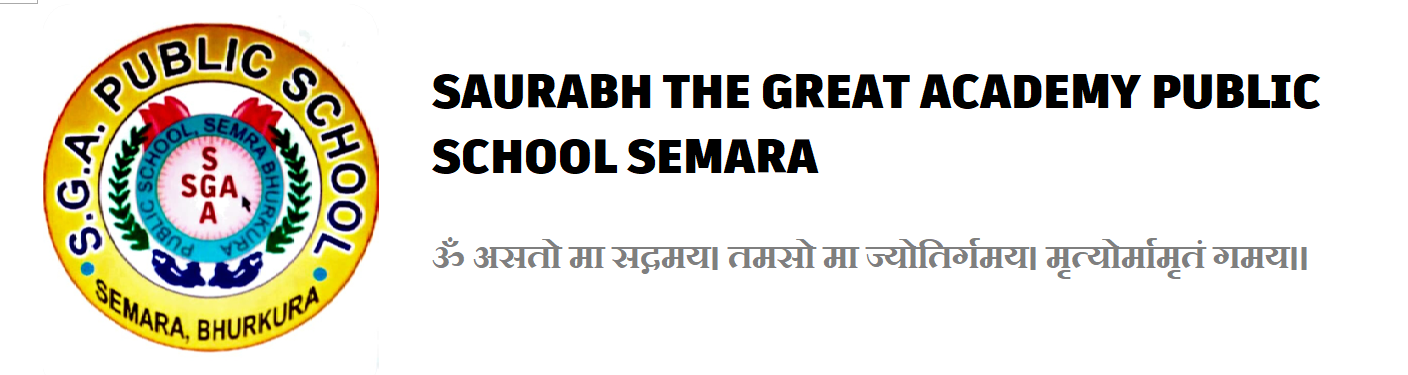 S.G.A. PUBLIC SCHOOL
PUBLIC SCHOOL, SEMRA BHURKURA
PUBLIC
S
SGA
A
SEMARA, BHURKURA
SAURABH THE GREAT ACADEMY PUBLIC
SCHOOL SEMARA
ॐ असतो मा सद्गमय। तमसो मा ज्योतिर्गमय। मृत्योर्मामृतं गमय।।